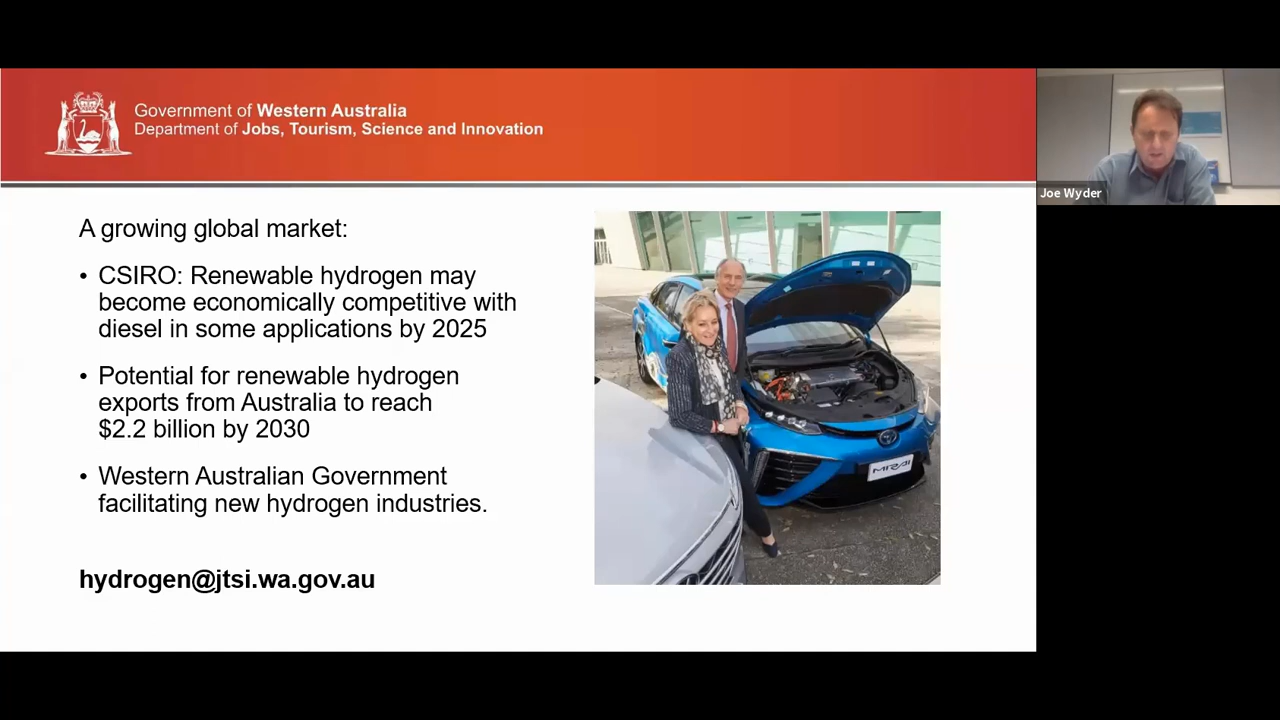 Government of Western Australia
Department of Jobs, Tourism, Science and Innovation
Joe Wyder
A growing global market:
• CSIRO: Renewable hydrogen may
become economically competitive with
diesel in some applications by 2025
• Potential for renewable hydrogen
exports from Australia to reach
$2.2 billion by 2030
• Western Australian Government
facilitating new hydrogen industries.
hydrogen@jtsi.wa.gov.au
MIRAI